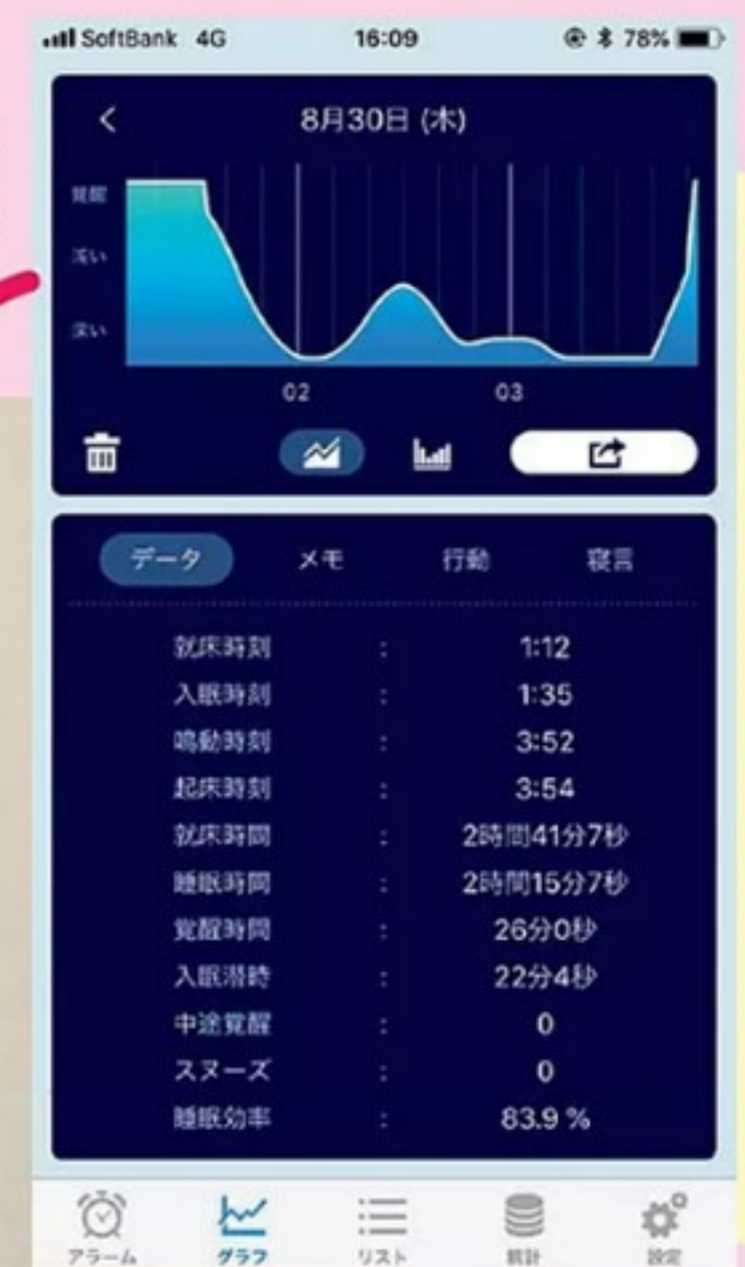 SoftBank 4G 16:09 78%
8月30日 (木)
覚醒
浅い
深い
02 03
データ メモ 行動 寝言
就床時刻 : 1:12
入眠時刻 : 1:35
鳴動時刻 : 3:52
起床時刻 : 3:54
就床時間 : 2時間41分7秒
睡眠時間 : 2時間15分7秒
覚醒時間 : 26分0秒
入眠潜時 : 22分4秒
中途覚醒 : 0
スヌーズ : 0
睡眠効率 : 83.9 %
アラーム グラフ リスト 統計 設定